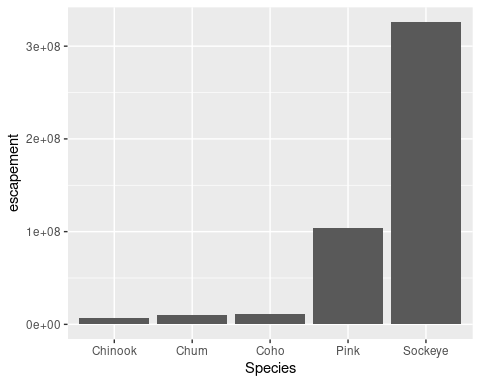 escapement
3e+08
2e+08
1e+08
0e+00
Chinook Chum Coho Pink Sockeye
Species